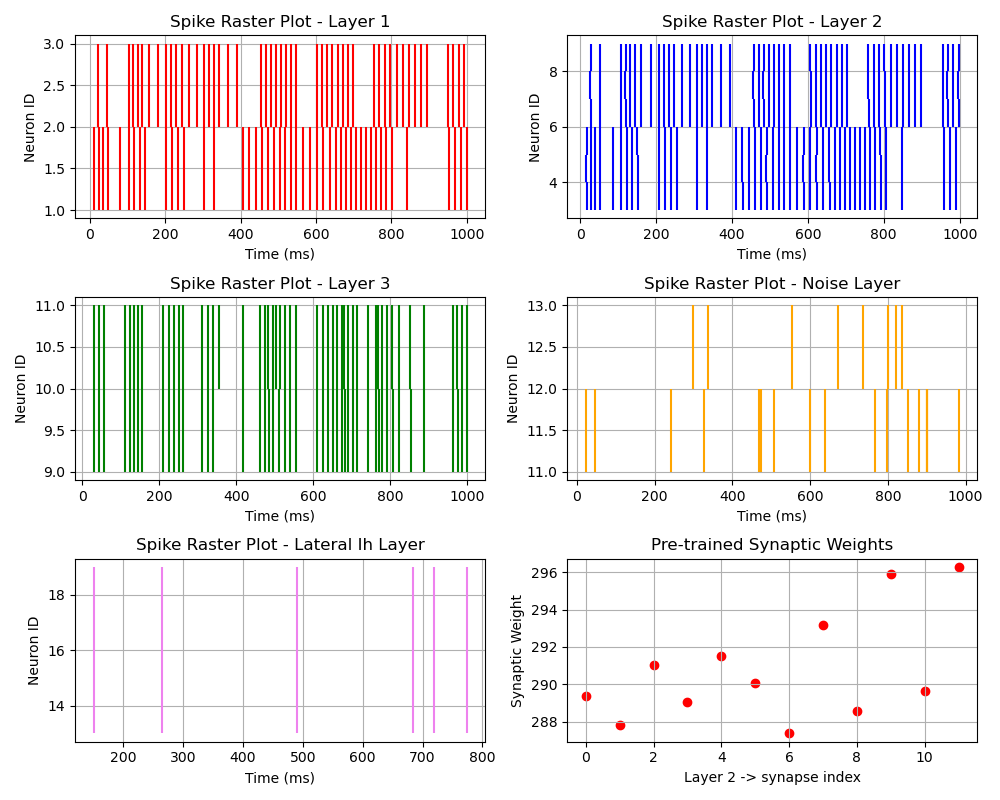 Spike Raster Plot - Layer 1
3.0
2.5
2.0
1.5
1.0
Neuron ID
0 200 400 600 800 1000
Time (ms)
Spike Raster Plot - Layer 2
8
6
4
Neuron ID
0 200 400 600 800 1000
Time (ms)
Spike Raster Plot - Layer 3
11.0
10.5
10.0
9.5
9.0
Neuron ID
0 200 400 600 800 1000
Time (ms)
Spike Raster Plot - Noise Layer
13.0
12.5
12.0
11.5
11.0
Neuron ID
0 200 400 600 800 1000
Time (ms)
Spike Raster Plot - Lateral Ih Layer
18
16
14
Neuron ID
200 300 400 500 600 700 800
Time (ms)
Pre-trained Synaptic Weights
296
294
292
290
288
Synaptic Weight
0 2 4 6 8 10
Layer 2 -> synapse index